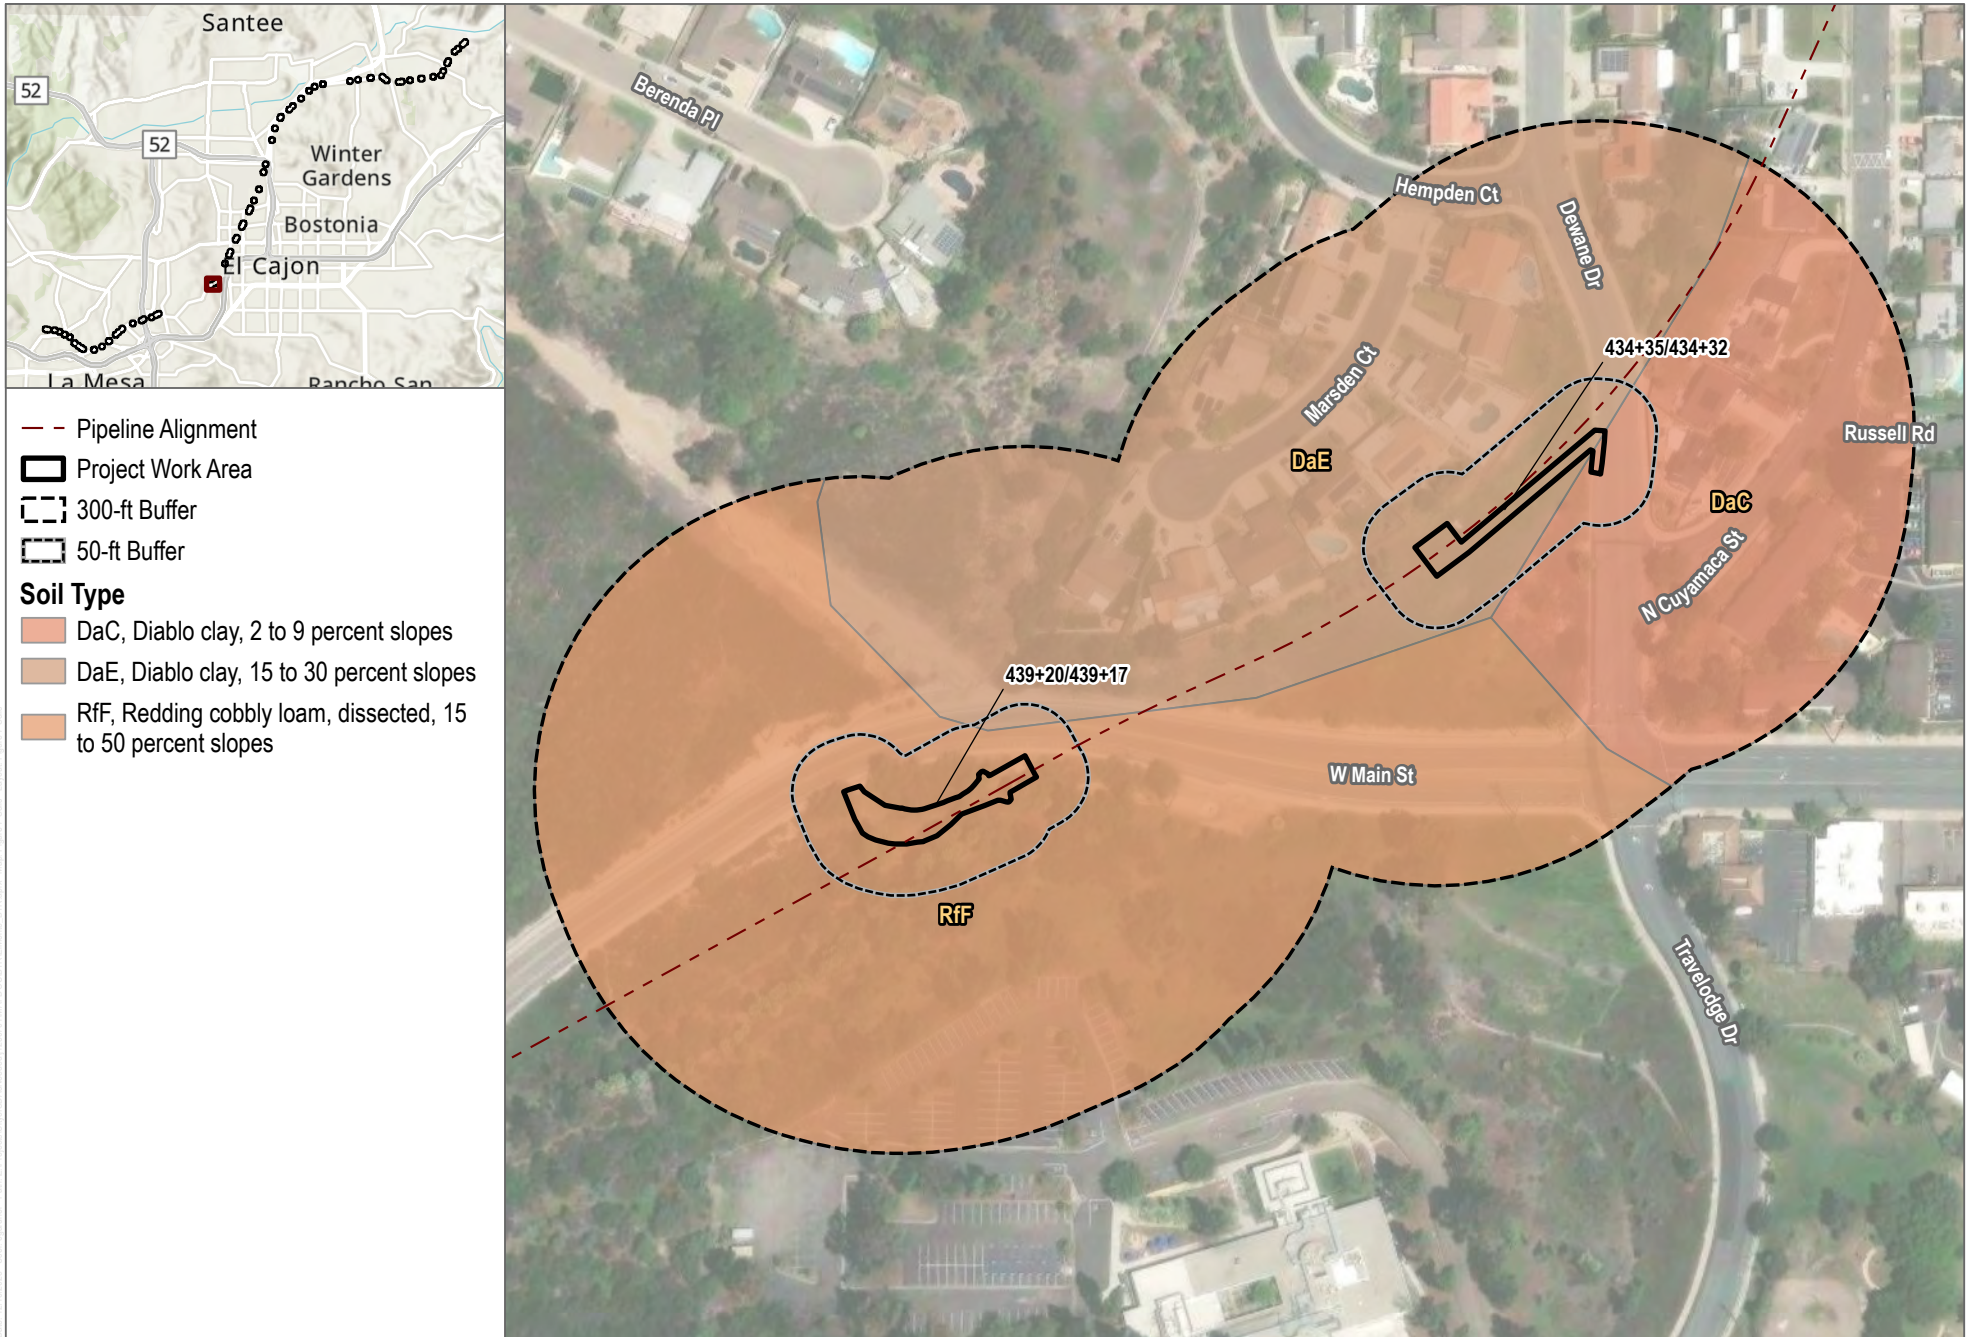 Santee
52
52
Winter
Gardens
Bostonia
El Cajon
La Mesa
Rancho San
Pipeline Alignment
Project Work Area
300-ft Buffer
50-ft Buffer
Soil Type
DaC, Diablo clay, 2 to 9 percent slopes
DaE, Diablo clay, 15 to 30 percent slopes
RfF, Redding cobbly loam, dissected, 15
to 50 percent slopes
Berenda Pl
Hempden Ct
Dewane Dr
434+35/434+32
Marsden Ct
Russell Rd
DaE
DaC
N Cuyamaca St
439+20/439+17
W Main St
RfF
Travelodge Dr